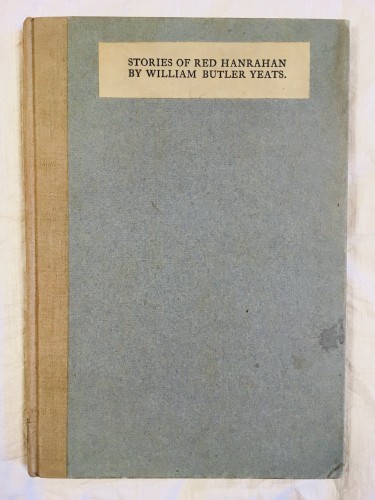 STORIES OF RED HANRAHAN
BY WILLIAM BUTLER YEATS.